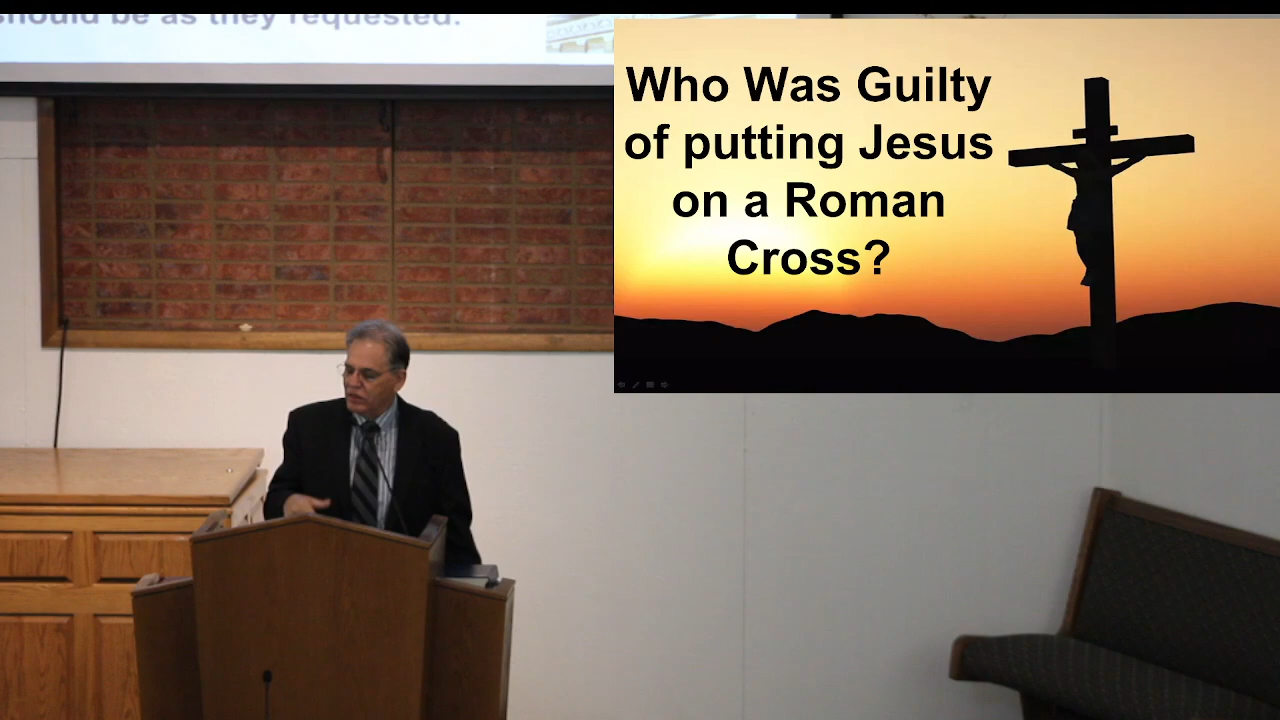 should be as they requested.
Who Was Guilty
of putting Jesus
on a Roman
Cross?